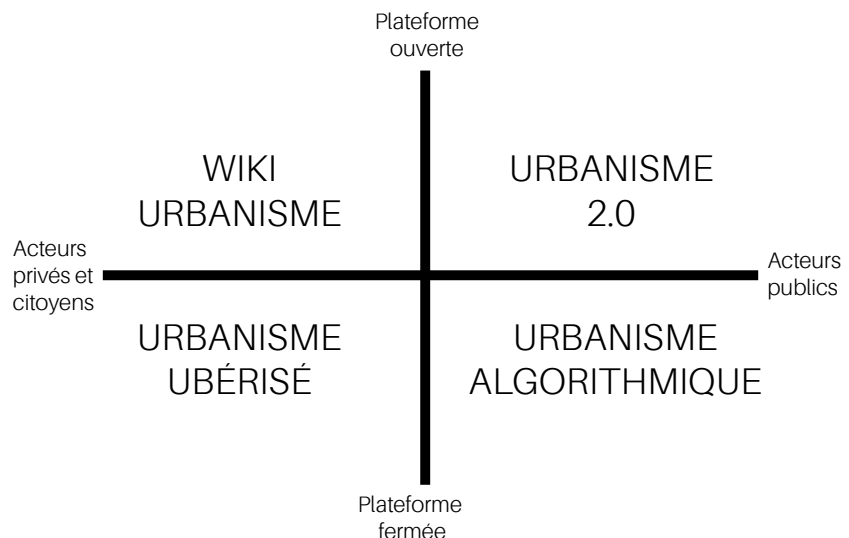 Plateforme
ouverte
WIKI
URBANISME
URBANISME
2.0
Acteurs
privés et
citoyens
Acteurs
publics
URBANISME
UBÉRISÉ
URBANISME
ALGORITHMIQUE
Plateforme
fermée